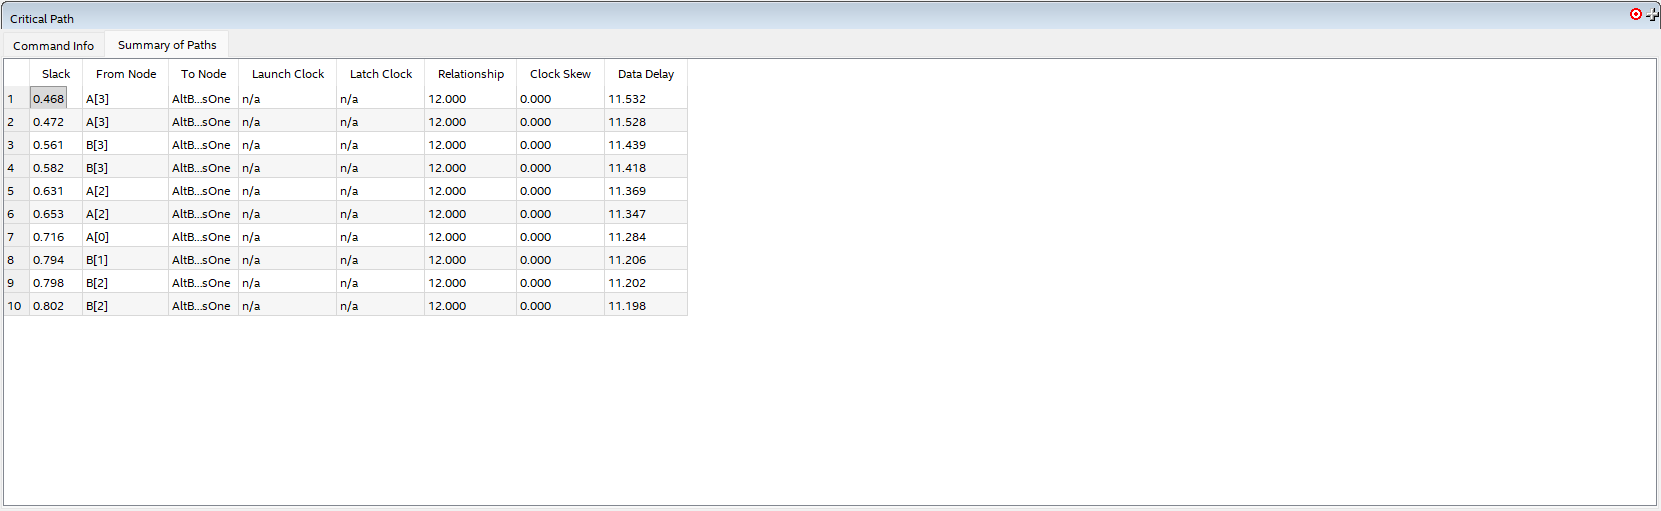 Critical Path
Command Info Summary of Paths
Slack From Node To Node Launch Clock Latch Clock Relationship Clock Skew Data Delay
1 0.468 A[3] AltB...sOne n/a n/a 12.000 0.000 11.532
2 0.472 A[3] AltB...sOne n/a n/a 12.000 0.000 11.528
3 0.561 B[3] AltB...sOne n/a n/a 12.000 0.000 11.439
4 0.582 B[3] AltB...sOne n/a n/a 12.000 0.000 11.418
5 0.631 A[2] AltB...sOne n/a n/a 12.000 0.000 11.369
6 0.653 A[2] AltB...sOne n/a n/a 12.000 0.000 11.347
7 0.716 A[0] AltB...sOne n/a n/a 12.000 0.000 11.284
8 0.794 B[1] AltB...sOne n/a n/a 12.000 0.000 11.206
9 0.798 B[2] AltB...sOne n/a n/a 12.000 0.000 11.202
10 0.802 B[2] AltB...sOne n/a n/a 12.000 0.000 11.198